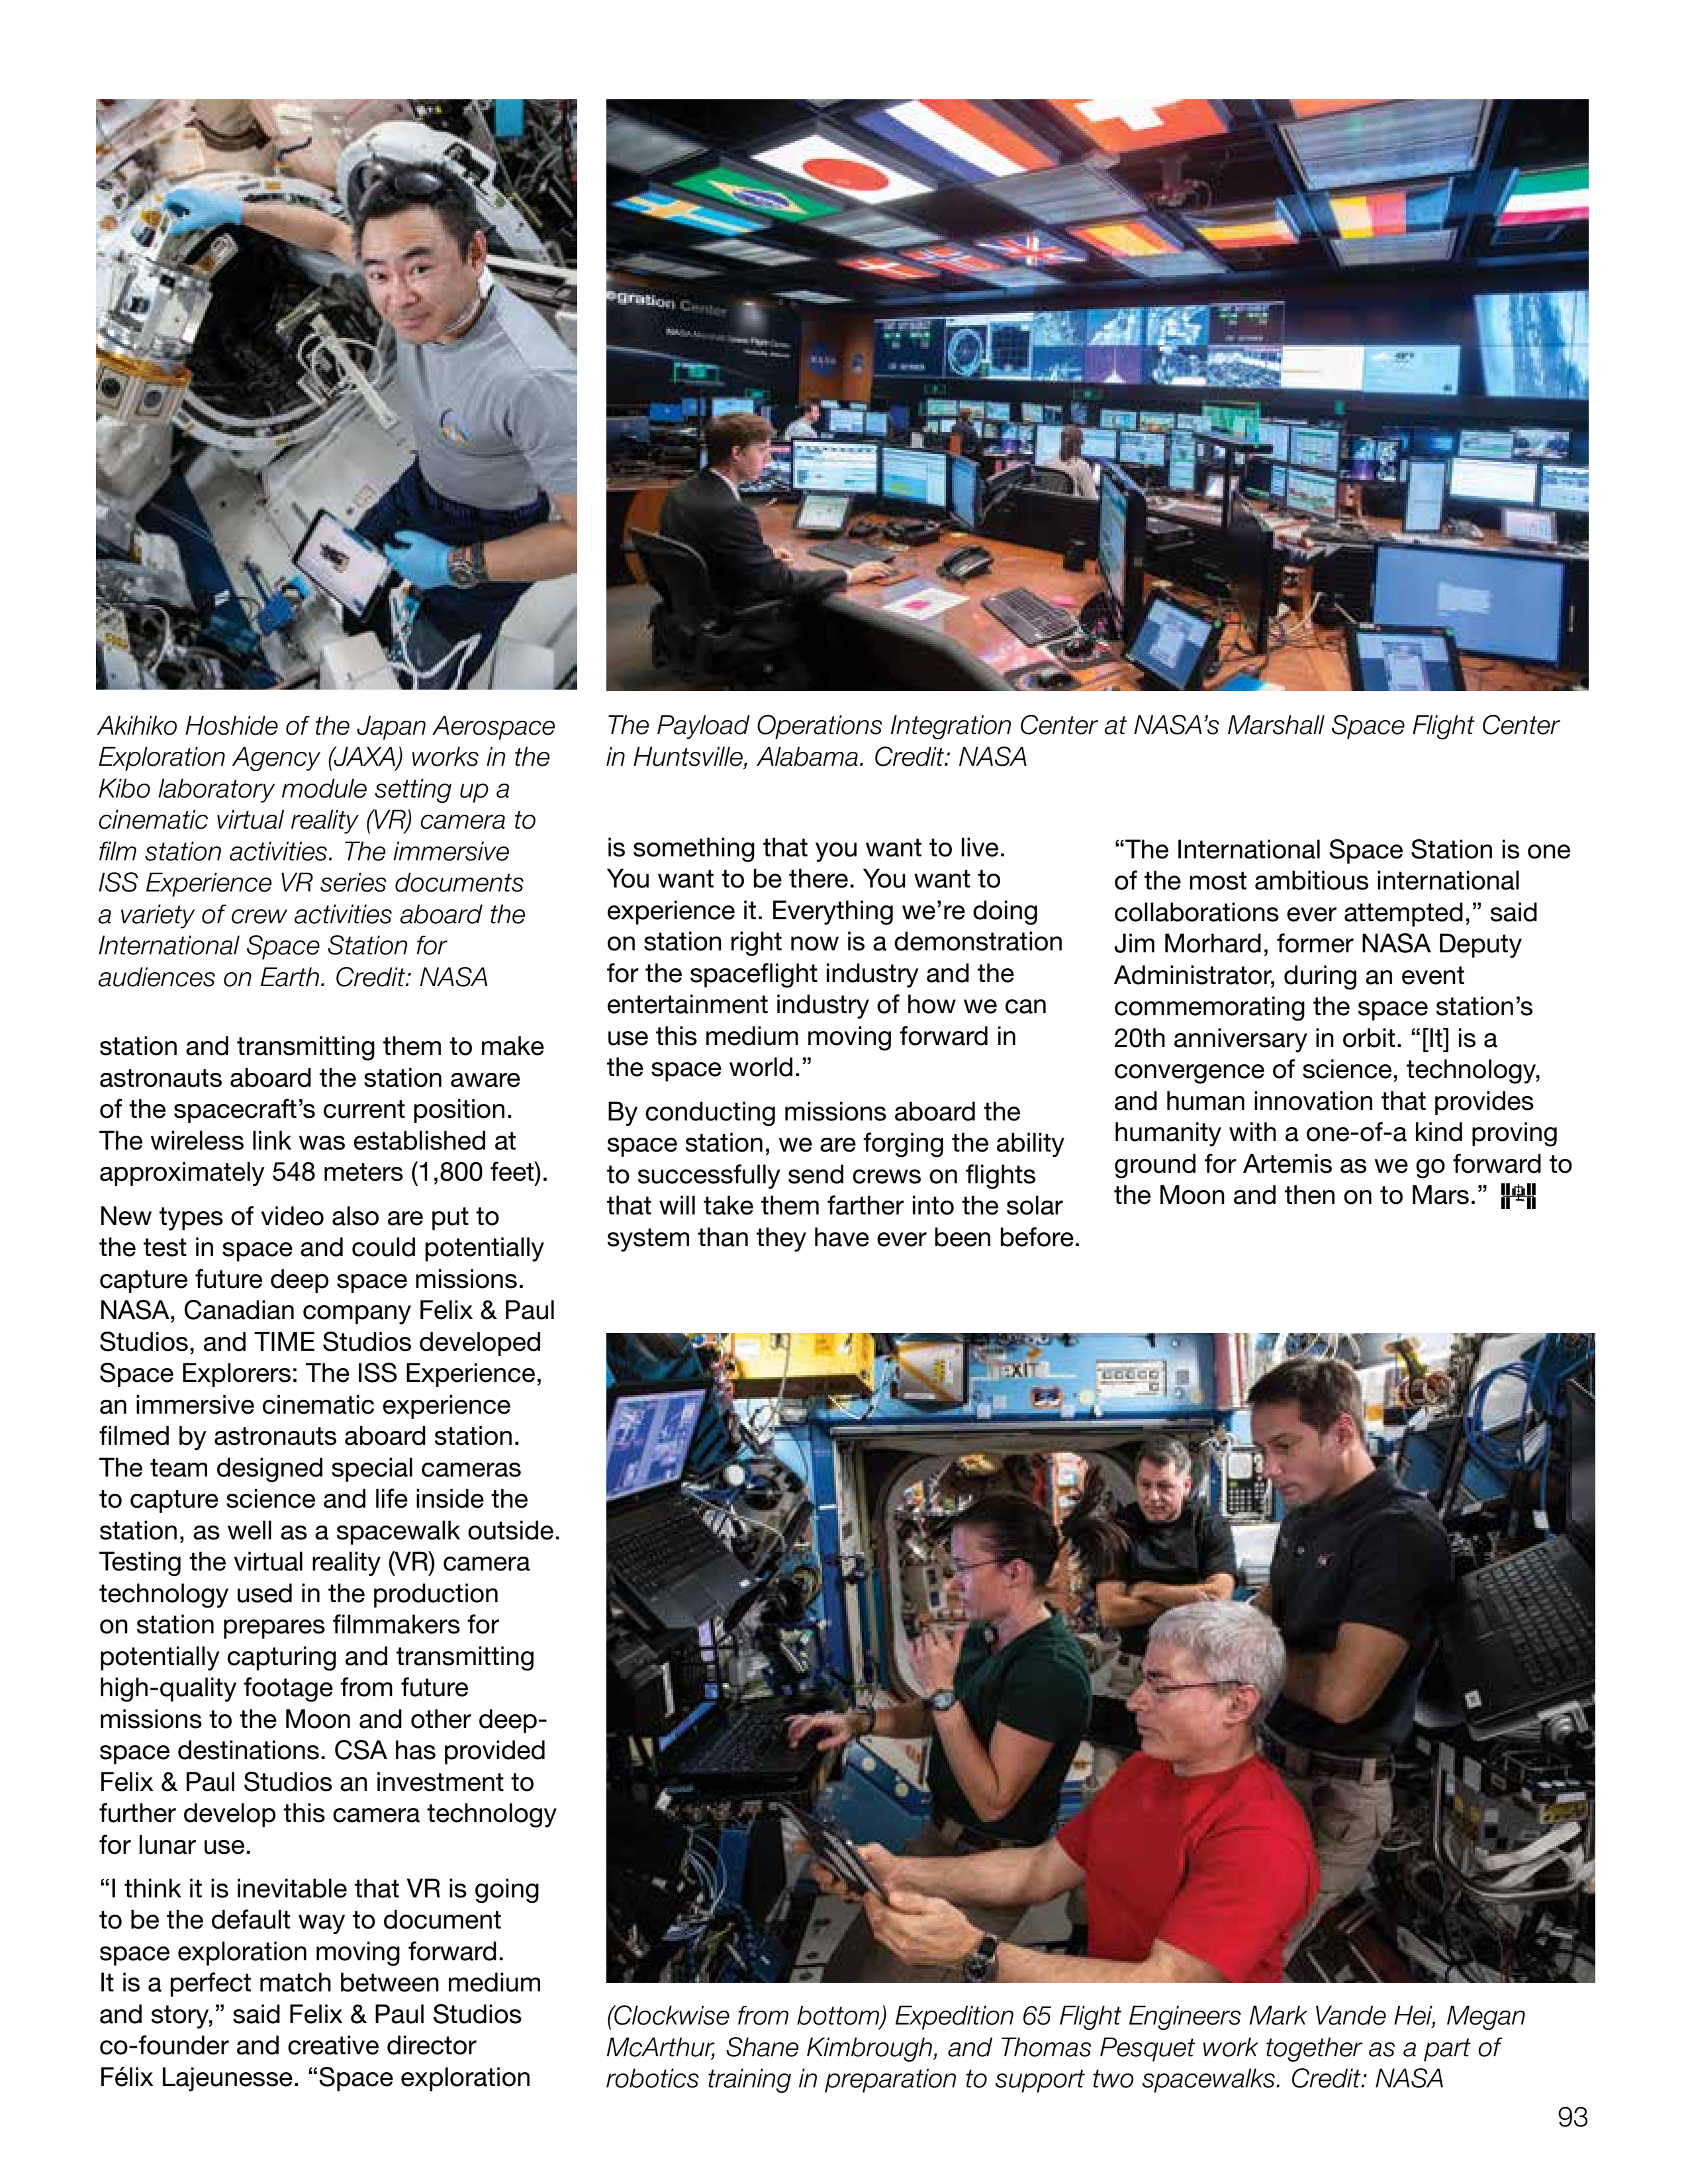 egration Center
NASA Marshall Space Flight Center
NASA
Akihiko Hoshide of the Japan Aerospace
Exploration Agency (JAXA) works in the
Kibo laboratory module setting up a
cinematic virtual reality (VR) camera to
film station activities. The immersive
ISS Experience VR series documents
a variety of crew activities aboard the
International Space Station for
audiences on Earth. Credit: NASA
The Payload Operations Integration Center at NASA’s Marshall Space Flight Center
in Huntsville, Alabama. Credit: NASA
station and transmitting them to make
astronauts aboard the station aware
of the spacecraft’s current position.
The wireless link was established at
approximately 548 meters (1,800 feet).
New types of video also are put to
the test in space and could potentially
capture future deep space missions.
NASA, Canadian company Felix & Paul
Studios, and TIME Studios developed
Space Explorers: The ISS Experience,
an immersive cinematic experience
filmed by astronauts aboard station.
The team designed special cameras
to capture science and life inside the
station, as well as a spacewalk outside.
Testing the virtual reality (VR) camera
technology used in the production
on station prepares filmmakers for
potentially capturing and transmitting
high-quality footage from future
missions to the Moon and other deep-
space destinations. CSA has provided
Felix & Paul Studios an investment to
further develop this camera technology
for lunar use.
“I think it is inevitable that VR is going
to be the default way to document
space exploration moving forward.
It is a perfect match between medium
and story,” said Felix & Paul Studios
co-founder and creative director
Félix Lajeunesse. “Space exploration
is something that you want to live.
You want to be there. You want to
experience it. Everything we’re doing
on station right now is a demonstration
for the spaceflight industry and the
entertainment industry of how we can
use this medium moving forward in
the space world.”
By conducting missions aboard the
space station, we are forging the ability
to successfully send crews on flights
that will take them farther into the solar
system than they have ever been before.
“The International Space Station is one
of the most ambitious international
collaborations ever attempted,” said
Jim Morhard, former NASA Deputy
Administrator, during an event
commemorating the space station’s
20th anniversary in orbit. “[It] is a
convergence of science, technology,
and human innovation that provides
humanity with a one-of-a kind proving
ground for Artemis as we go forward to
the Moon and then on to Mars.”
EXIT
(Clockwise from bottom) Expedition 65 Flight Engineers Mark Vande Hei, Megan
McArthur, Shane Kimbrough, and Thomas Pesquet work together as a part of
robotics training in preparation to support two spacewalks. Credit: NASA
93